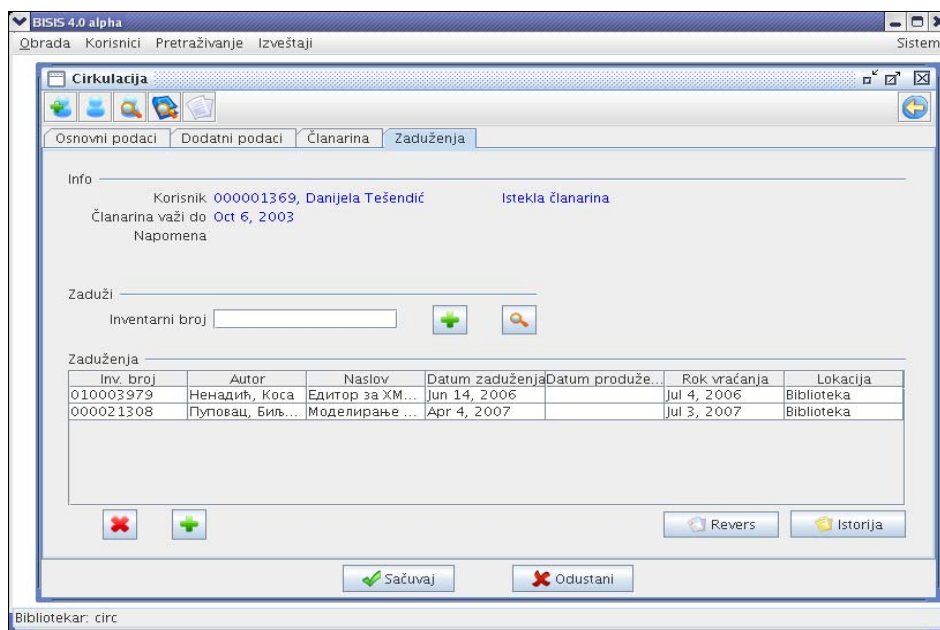 BISIS 4.0 alpha
Obrada Korisnici Pretraživanje Izveštaji Sistem
Cirkulacija
Osnovni podaci Dodatni podaci Članarina Zaduženja
Info
Korisnik 000001369, Danijela Tešendić Istekla članarina
Članarina važi do Oct 6, 2003
Napomena
Zaduži
Inventarni broj
Zaduženja
Inv. broj Autor Naslov Datum zaduženja Datum produže... Rok vraćanja Lokacija
010003979 Ненадић, Коса Едитор за ХМ... Jun 14, 2006 Jul 4, 2006 Biblioteka
000021308 Пуповац, Биљ... Моделирање ... Apr 4, 2007 Jul 3, 2007 Biblioteka
Revers Istorija
Sačuvaj Odustani
Bibliotekar: circ